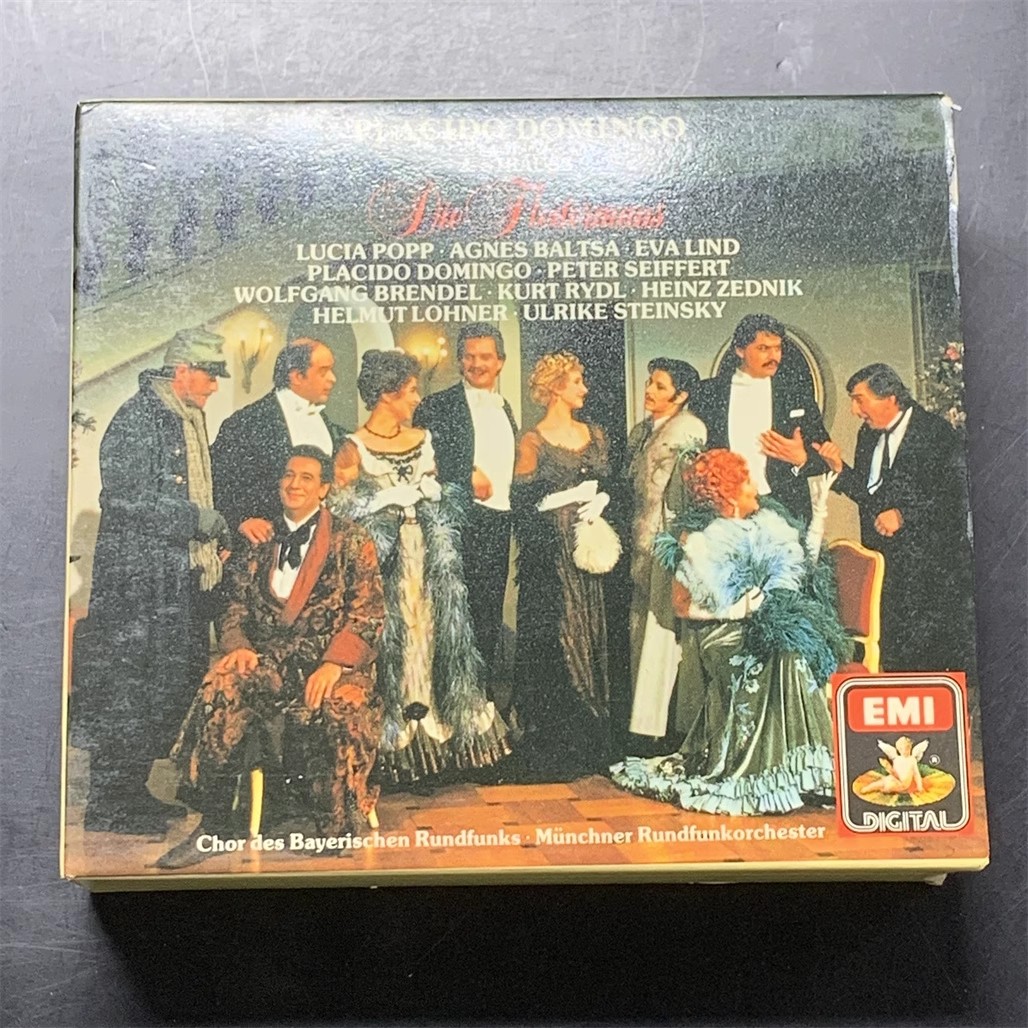 PLACIDO DOMINGO
Die Fledermaus
LUCIA POPP · AGNES BALTSA · EVA LIND
PLACIDO DOMINGO · PETER SEIFFERT
WOLFGANG BRENDEL · KURT RYDL · HEINZ ZEDNIK
HELMUT LOHNER · ULRIKE STEINSKY
EMI
®
DIGITAL
Chor des Bayerischen Rundfunks · Münchner Rundfunkorchester